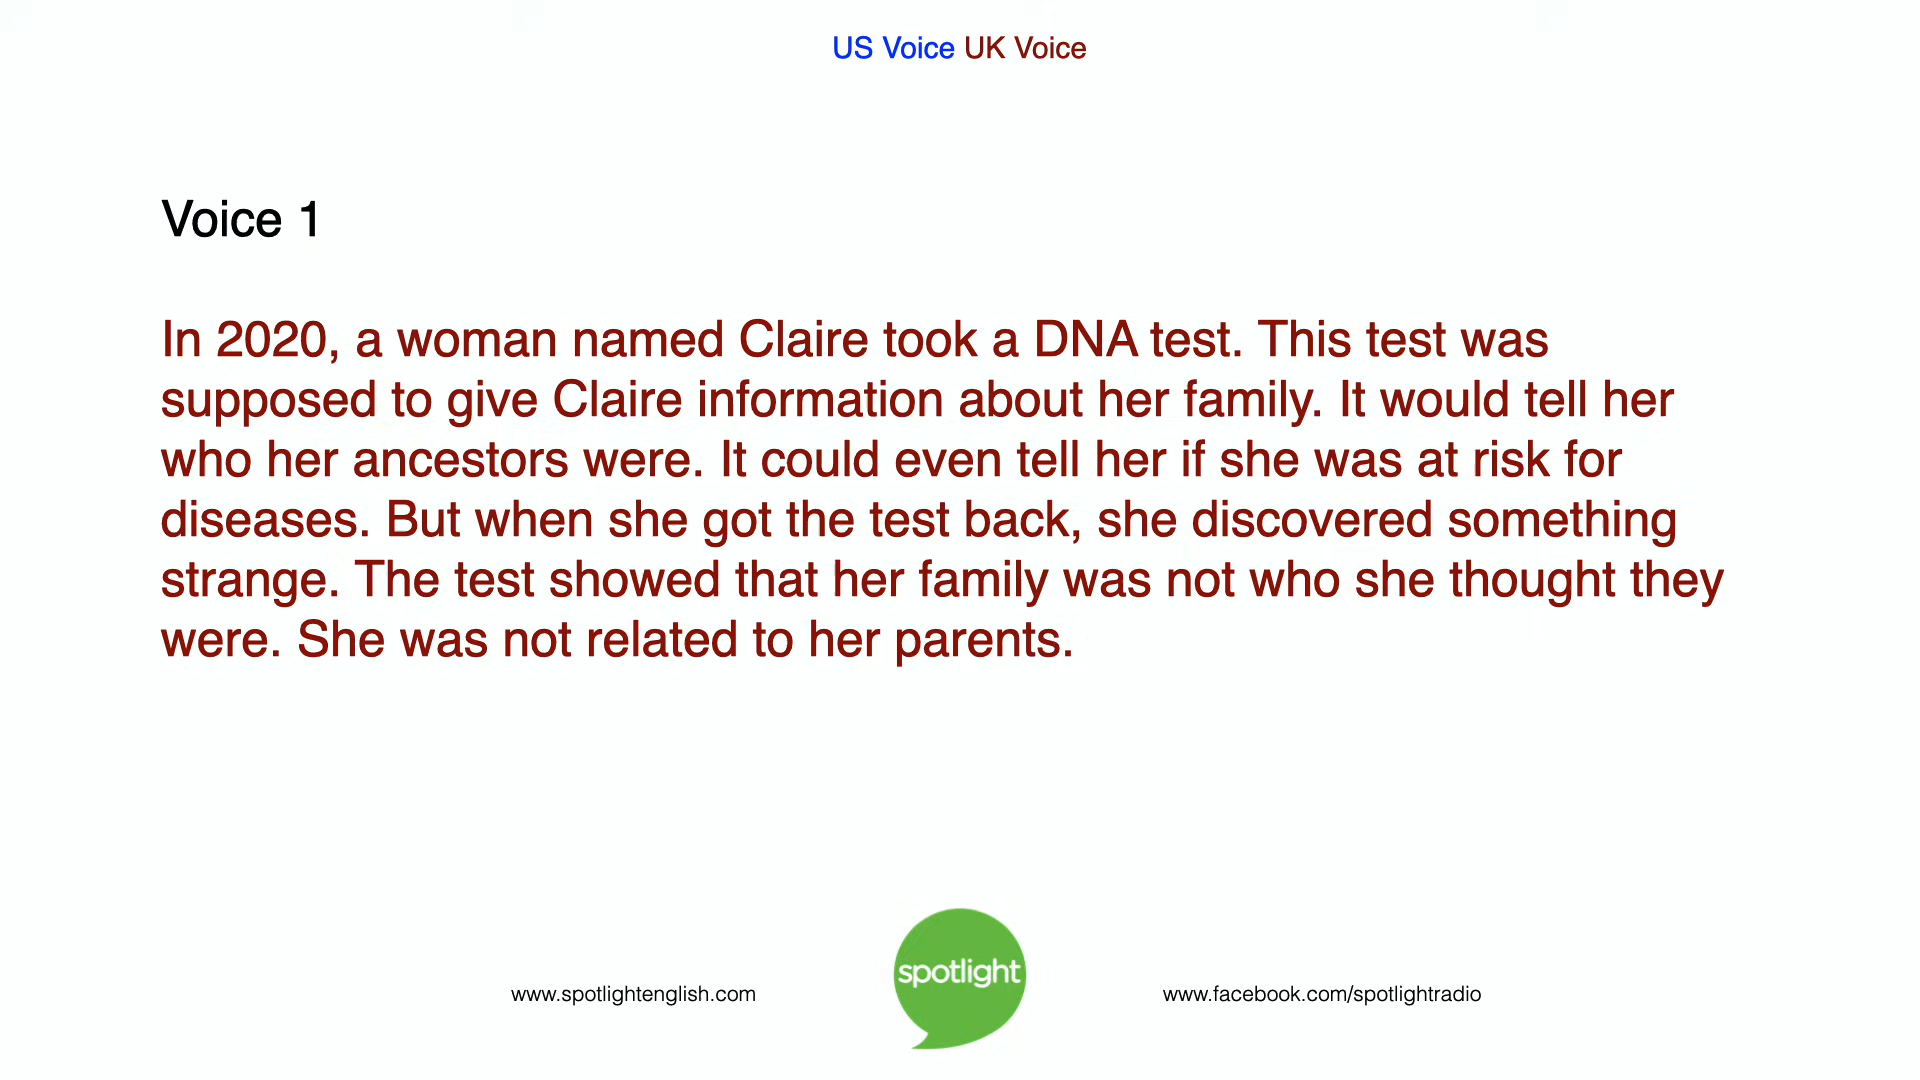 US Voice UK Voice
Voice 1
In 2020, a woman named Claire took a DNA test. This test was
supposed to give Claire information about her family. It would tell her
who her ancestors were. It could even tell her if she was at risk for
diseases. But when she got the test back, she discovered something
strange. The test showed that her family was not who she thought they
were. She was not related to her parents.
spotlight
www.spotlightenglish.com
www.facebook.com/spotlightradio